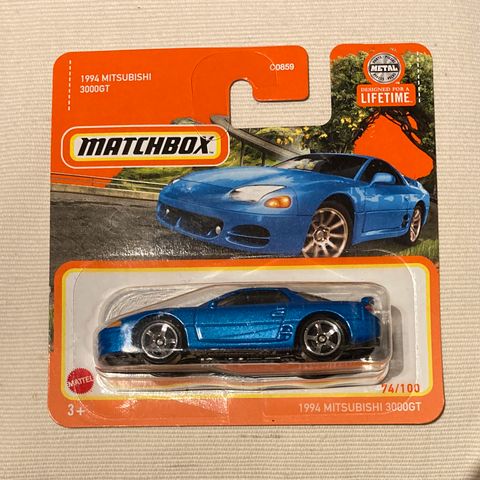 1994 MITSUBISHI
3000GT
C0859
METAL
DESIGNED FOR A
LIFETIME
MATCHBOX
MATTEL
3+
74/100
1994 MITSUBISHI 3000GT